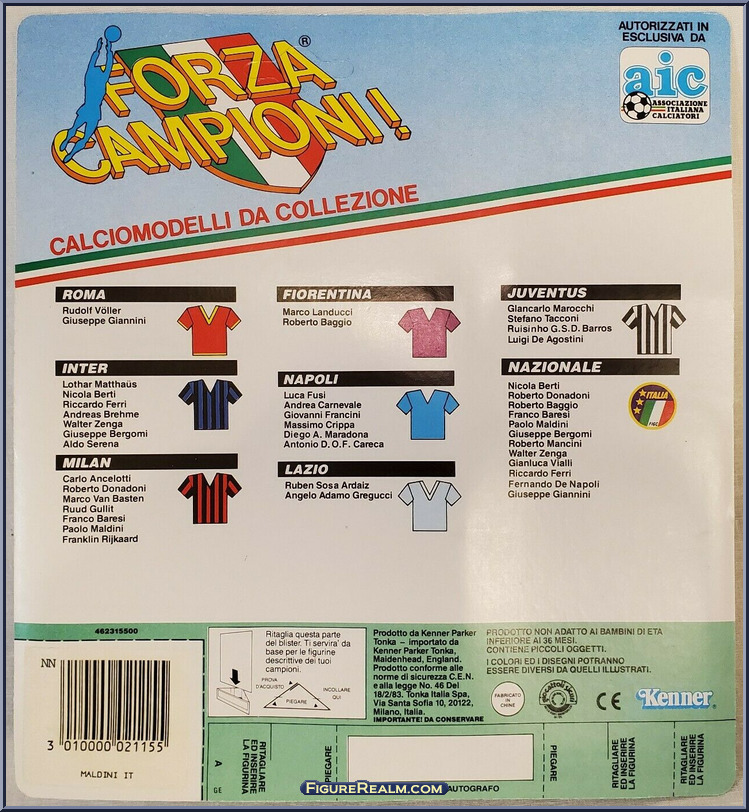 FORZA
CAMPIONI!
®
AUTORIZZATI IN
ESCLUSIVA DA
aic
ASSOCIAZIONE
ITALIANA
CALCIATORI
CALCIOMODELLI DA COLLEZIONE
ROMA
Rudolf Völler
Giuseppe Giannini
INTER
Lothar Matthaüs
Nicola Berti
Riccardo Ferri
Andreas Brehme
Walter Zenga
Giuseppe Bergomi
Aldo Serena
MILAN
Carlo Ancelotti
Roberto Donadoni
Marco Van Basten
Ruud Gullit
Franco Baresi
Paolo Maldini
Franklin Rijkaard
FIORENTINA
Marco Landucci
Roberto Baggio
NAPOLI
Luca Fusi
Andrea Carnevale
Giovanni Francini
Massimo Crippa
Diego A. Maradona
Antonio D.O.F. Careca
LAZIO
Ruben Sosa Ardaiz
Angelo Adamo Gregucci
JUVENTUS
Giancarlo Marocchi
Stefano Tacconi
Ruisinho G.S.D. Barros
Luigi De Agostini
NAZIONALE
Nicola Berti
Roberto Donadoni
Roberto Baggio
Franco Baresi
Paolo Maldini
Giuseppe Bergomi
Roberto Mancini
Walter Zenga
Gianluca Vialli
Riccardo Ferri
Fernando De Napoli
Giuseppe Giannini
ITALIA
FIGC
462315500
NN
3 010000 021155
MALDINI IT
Ritaglia questa parte
del blister. Ti servira' da
base per le figurine
descrittive dei tuoi
campioni.
PROVA
D'ACQUISTO
PIEGARE
INCOLLARE
QUI
Prodotto da Kenner Parker
Tonka – importato da
Kenner Parker Tonka,
Maidenhead, England.
Prodotto conforme alle
norme di sicurezza C.E.N.
e alla legge No. 46 Del
18/2/83. Tonka Italia Spa,
Via Santa Sofia 10, 20122,
Milano, Italia.
IMPORTANTE! DA CONSERVARE
PRODOTTO NON ADATTO AI BAMBINI DI ETA
INFERIORE AI 36 MESI.
CONTIENE PICCOLI OGGETTI.
I COLORI ED I DISEGNI POTRANNO
ESSERE DIVERSI DA QUELLI ILLUSTRATI.
FABRICATO
IN
CHINE
CE
Kenner
A
GE
RITAGLIARE
ED INSERIRE
LA FIGURINA
PIEGARE
AUTOGRAFO
PIEGARE
RITAGLIARE
ED INSERIRE
LA FIGURINA
RITAGLIARE
ED INSERIRE
LA FIGURINA
FIGUREREALM.COM